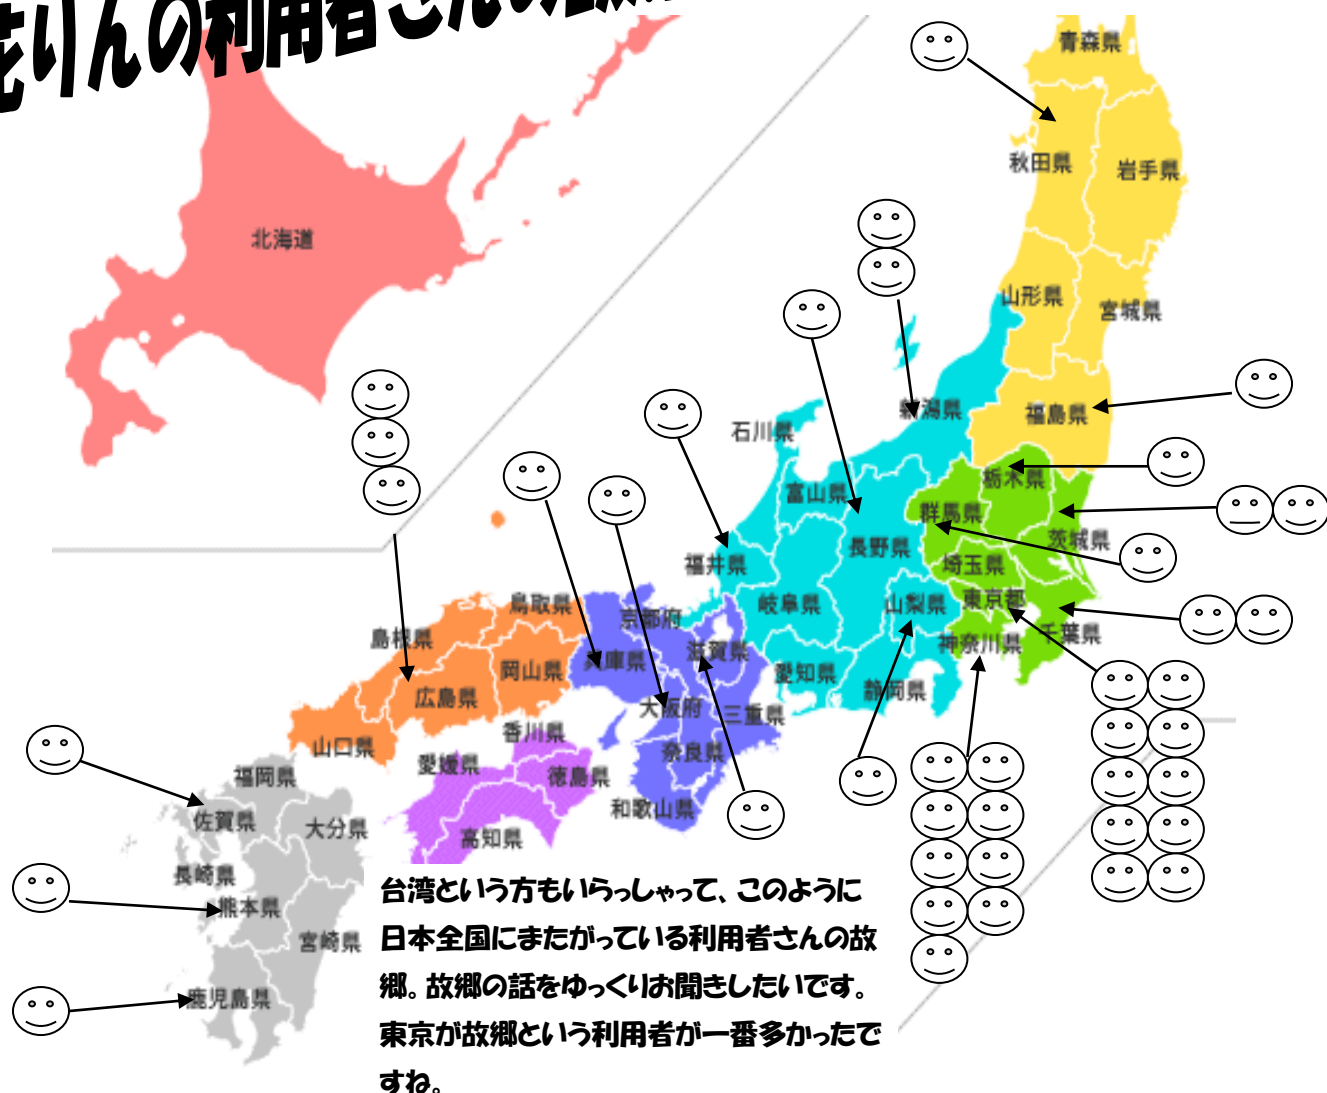 花りんの利用者さんの
青森県
秋田県
岩手県
北海道
山形県
宮城県
新潟県
福島県
石川県
栃木県
富山県
群馬県
茨城県
長野県
福井県
埼玉県
鳥取県
京都府
岐阜県
山梨県
東京都
島根県
滋賀県
神奈川県
千葉県
兵庫県
岡山県
愛知県
静岡県
広島県
大阪府
三重県
香川県
山口県
奈良県
愛媛県
徳島県
福岡県
和歌山県
佐賀県
大分県
高知県
長崎県
熊本県
宮崎県
鹿児島県
台湾という方もいらっしゃって、このように
日本全国にまたがっている利用者さんの故
郷。故郷の話をゆっくりお聞きしたいです。
東京が故郷という利用者が一番多かったで
すね。